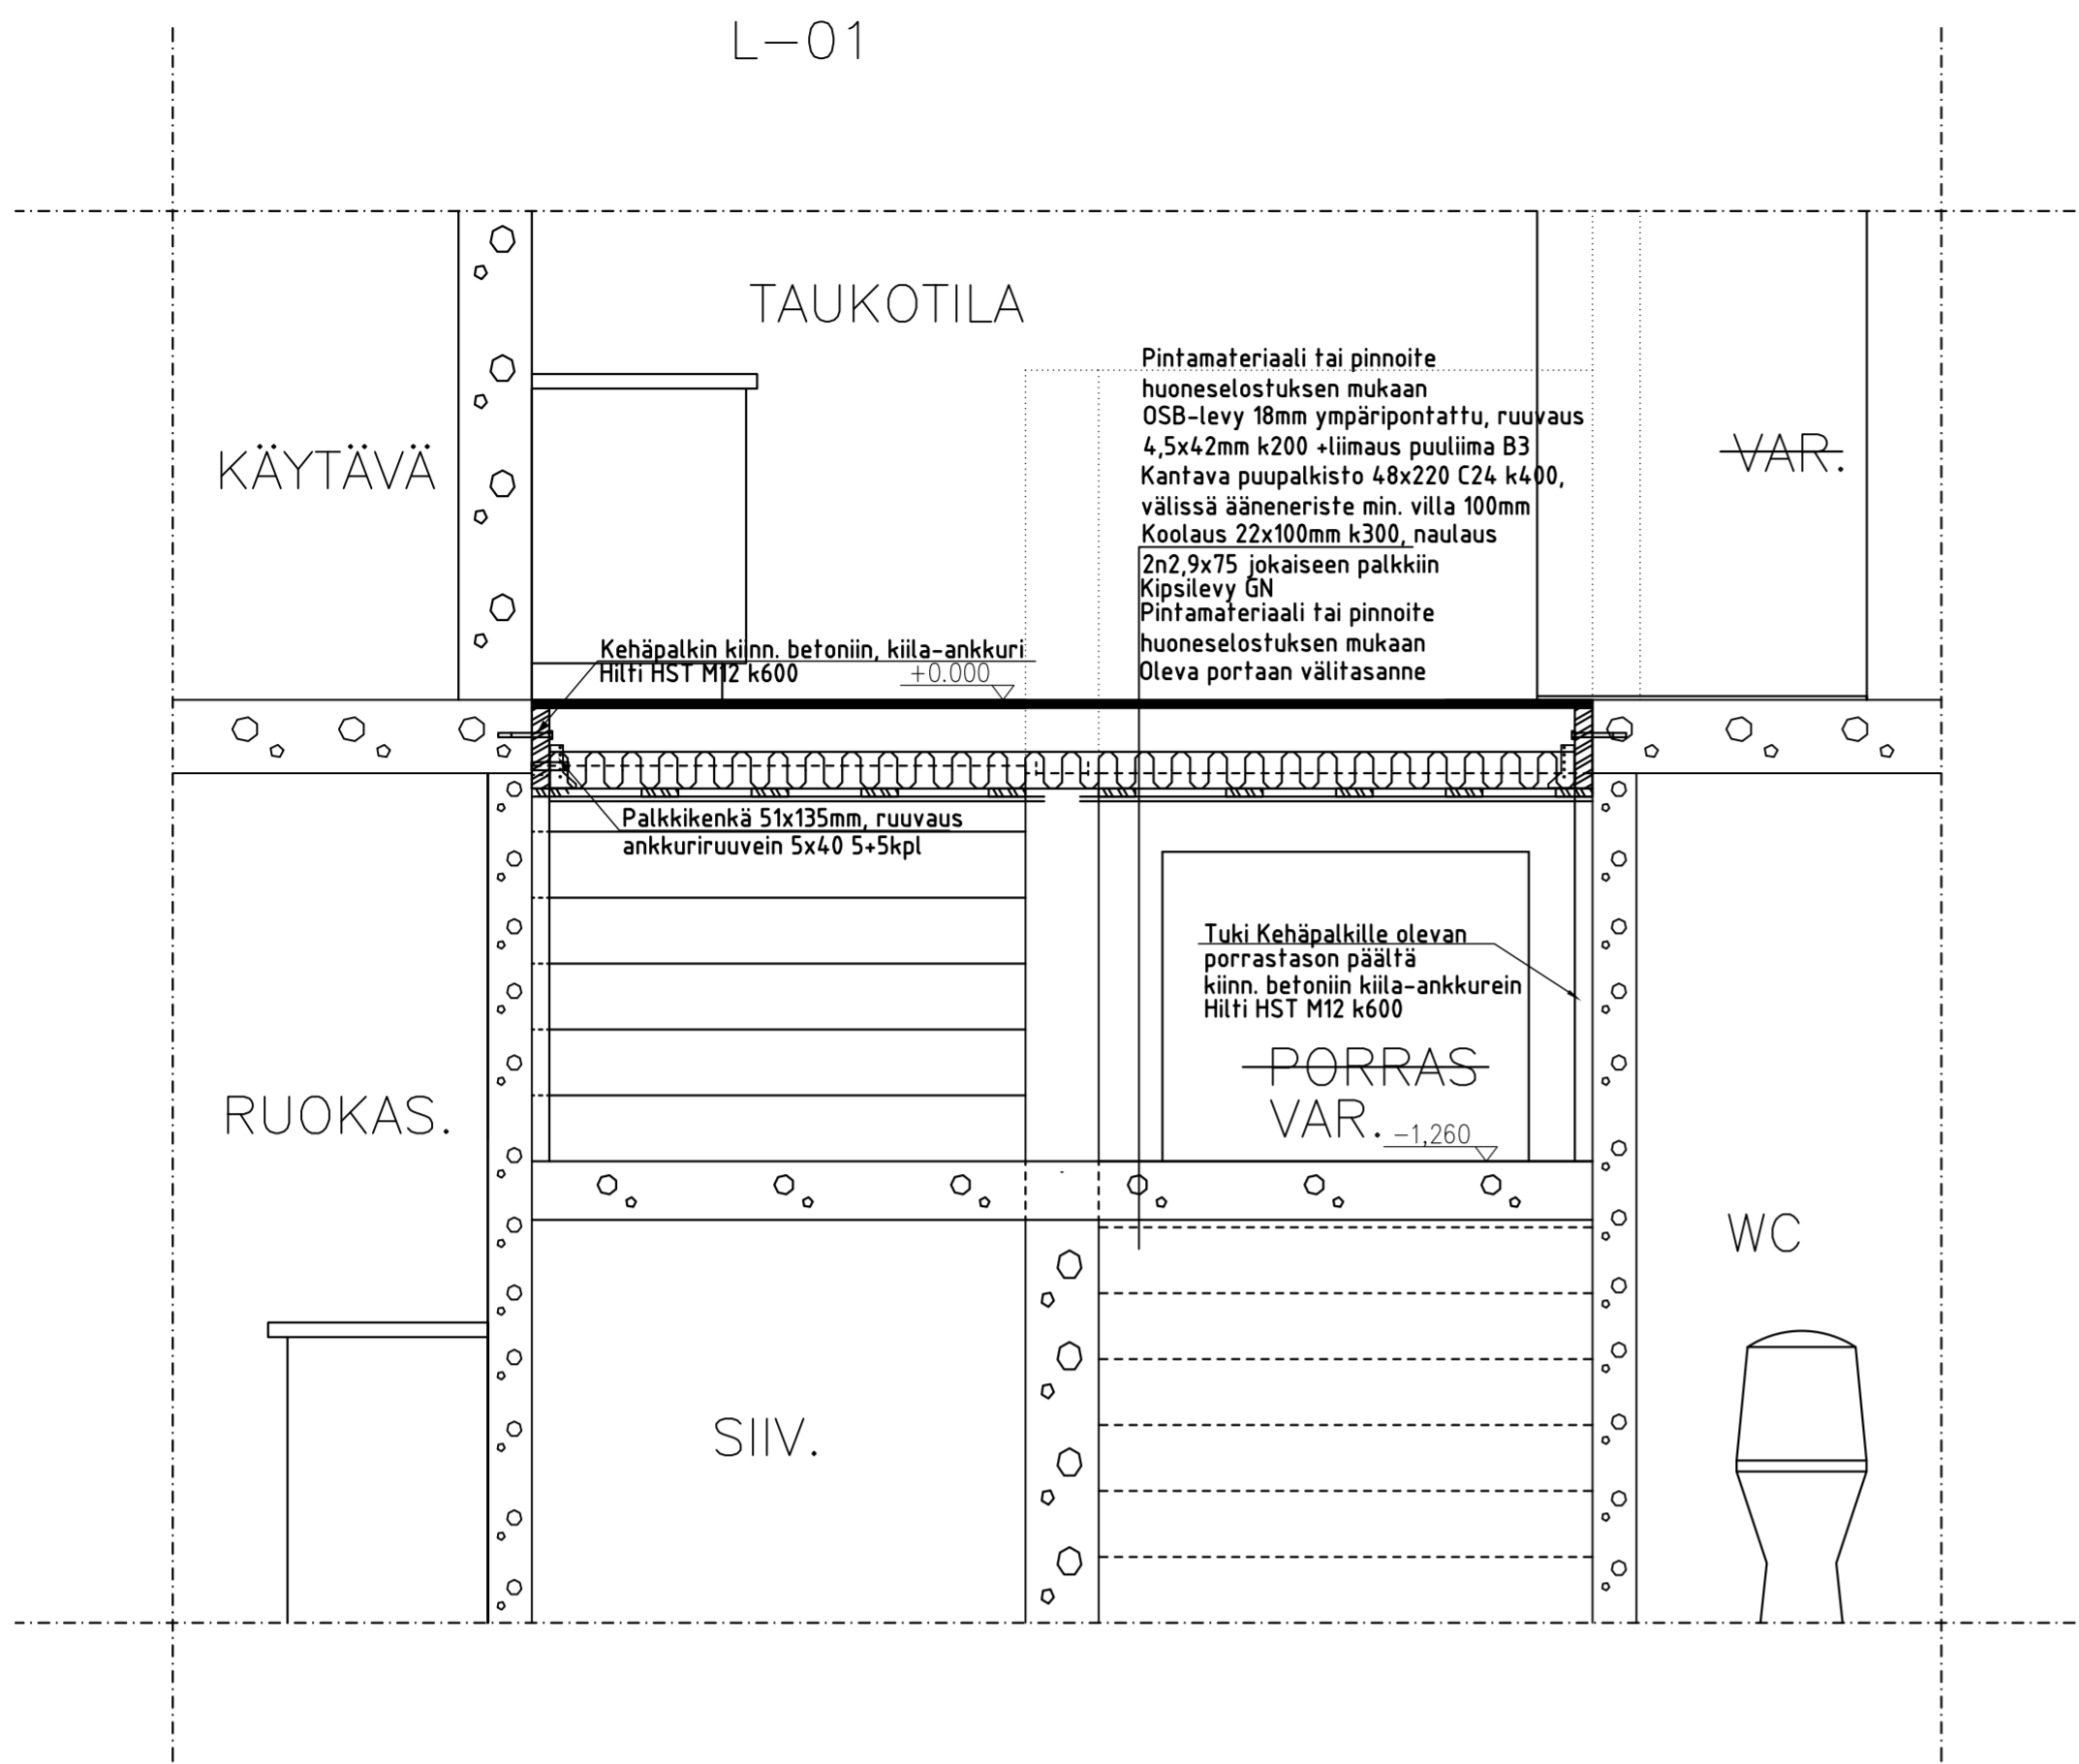 L-01
TAUKOTILA
KÄYTÄVÄ
VAR.
Pintamateriaali tai pinnoite
huoneselostuksen mukaan
OSB-levy 18mm ympäripontattu, ruuvaus
4,5x42mm k200 +liimaus puuliima B3
Kantava puupalkisto 48x220 C24 k400,
välissä ääneneriste min. villa 100mm
Koolaus 22x100mm k300, naulaus
2n2,9x75 jokaiseen palkkiin
Kipsilevy GN
Pintamateriaali tai pinnoite
huoneselostuksen mukaan
Oleva portaan välitasanne
Kehäpalkin kiinn. betoniin, kiila-ankkuri
Hilti HST M12 k600
+0.000
Palkkikenkä 51x135mm, ruuvaus
ankkuriruuvein 5x40 5+5kpl
Tuki Kehäpalkille olevan
porrastason päältä
kiinn. betoniin kiila-ankkurein
Hilti HST M12 k600
PORRAS
VAR.
-1,260
RUOKAS.
WC
SIIV.